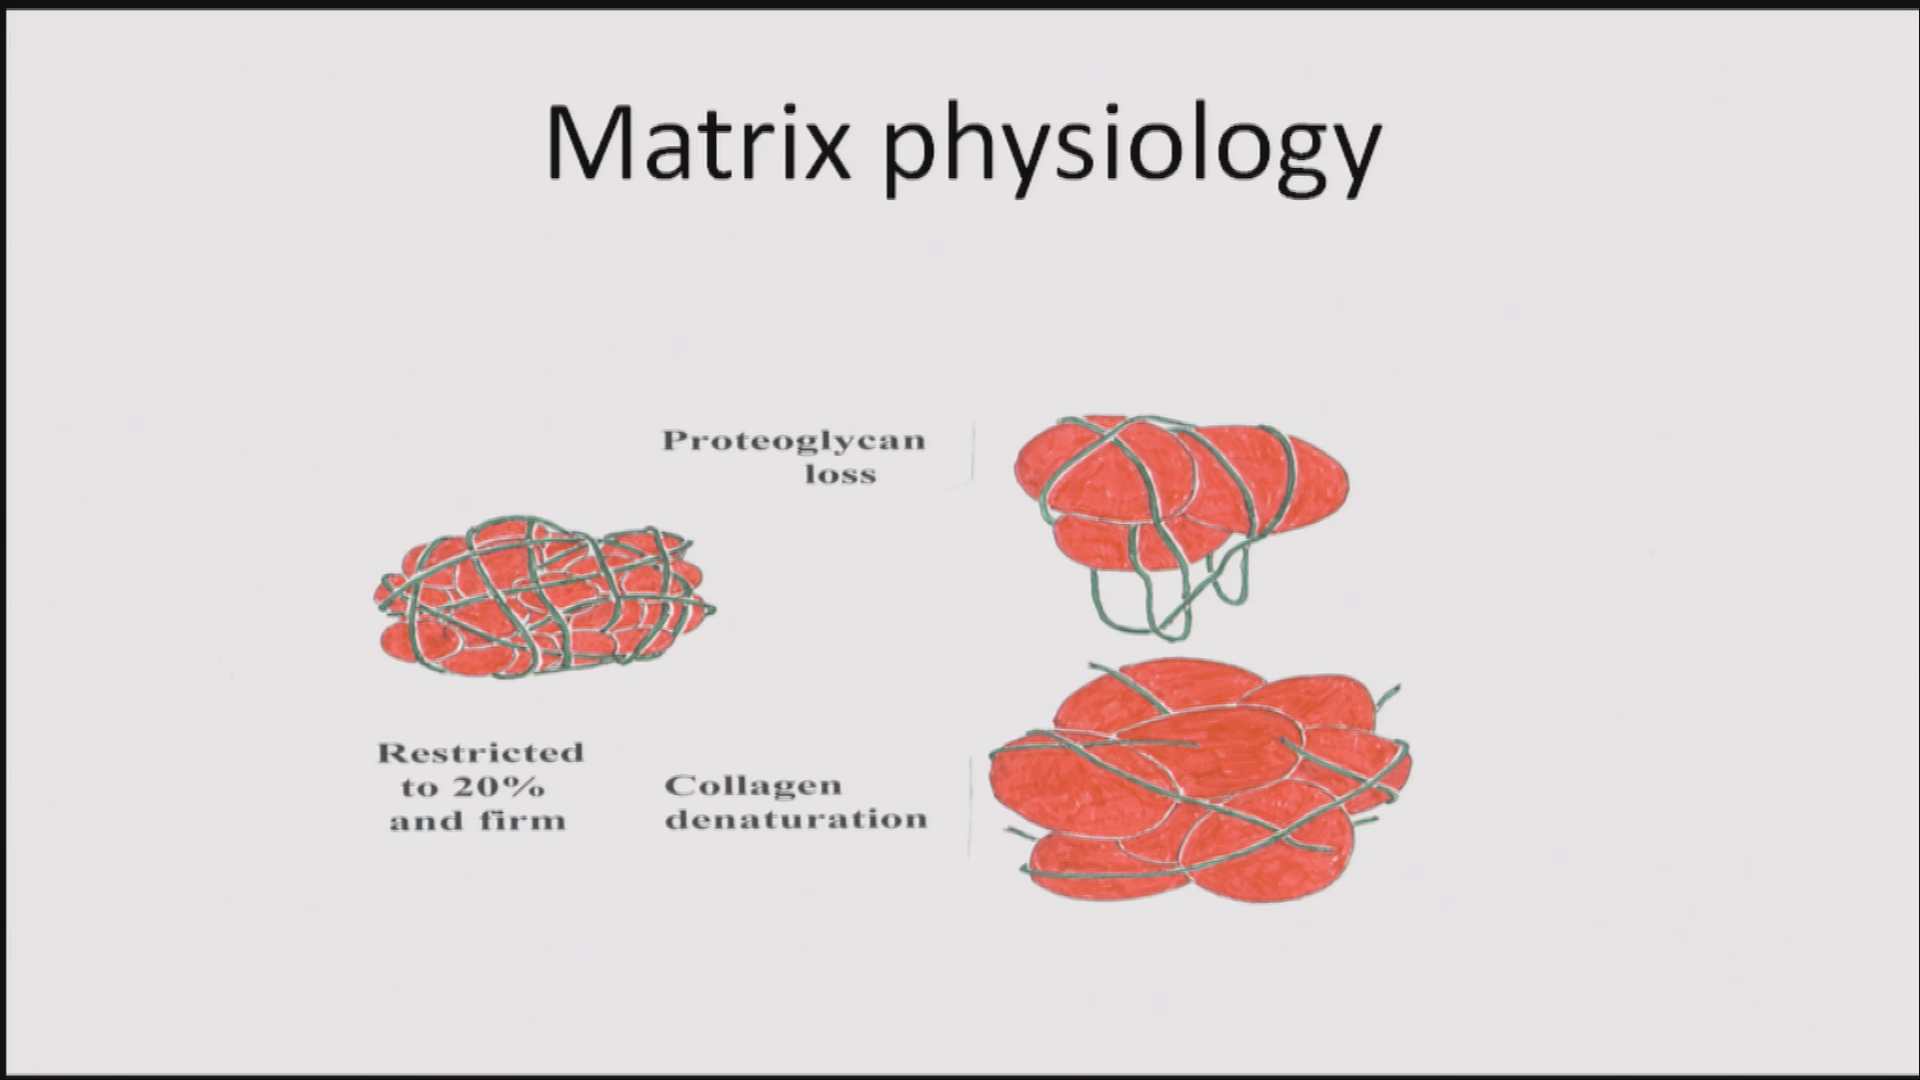 Matrix physiology
Proteoglycan
loss
Restricted
to 20%
and firm
Collagen
denaturation